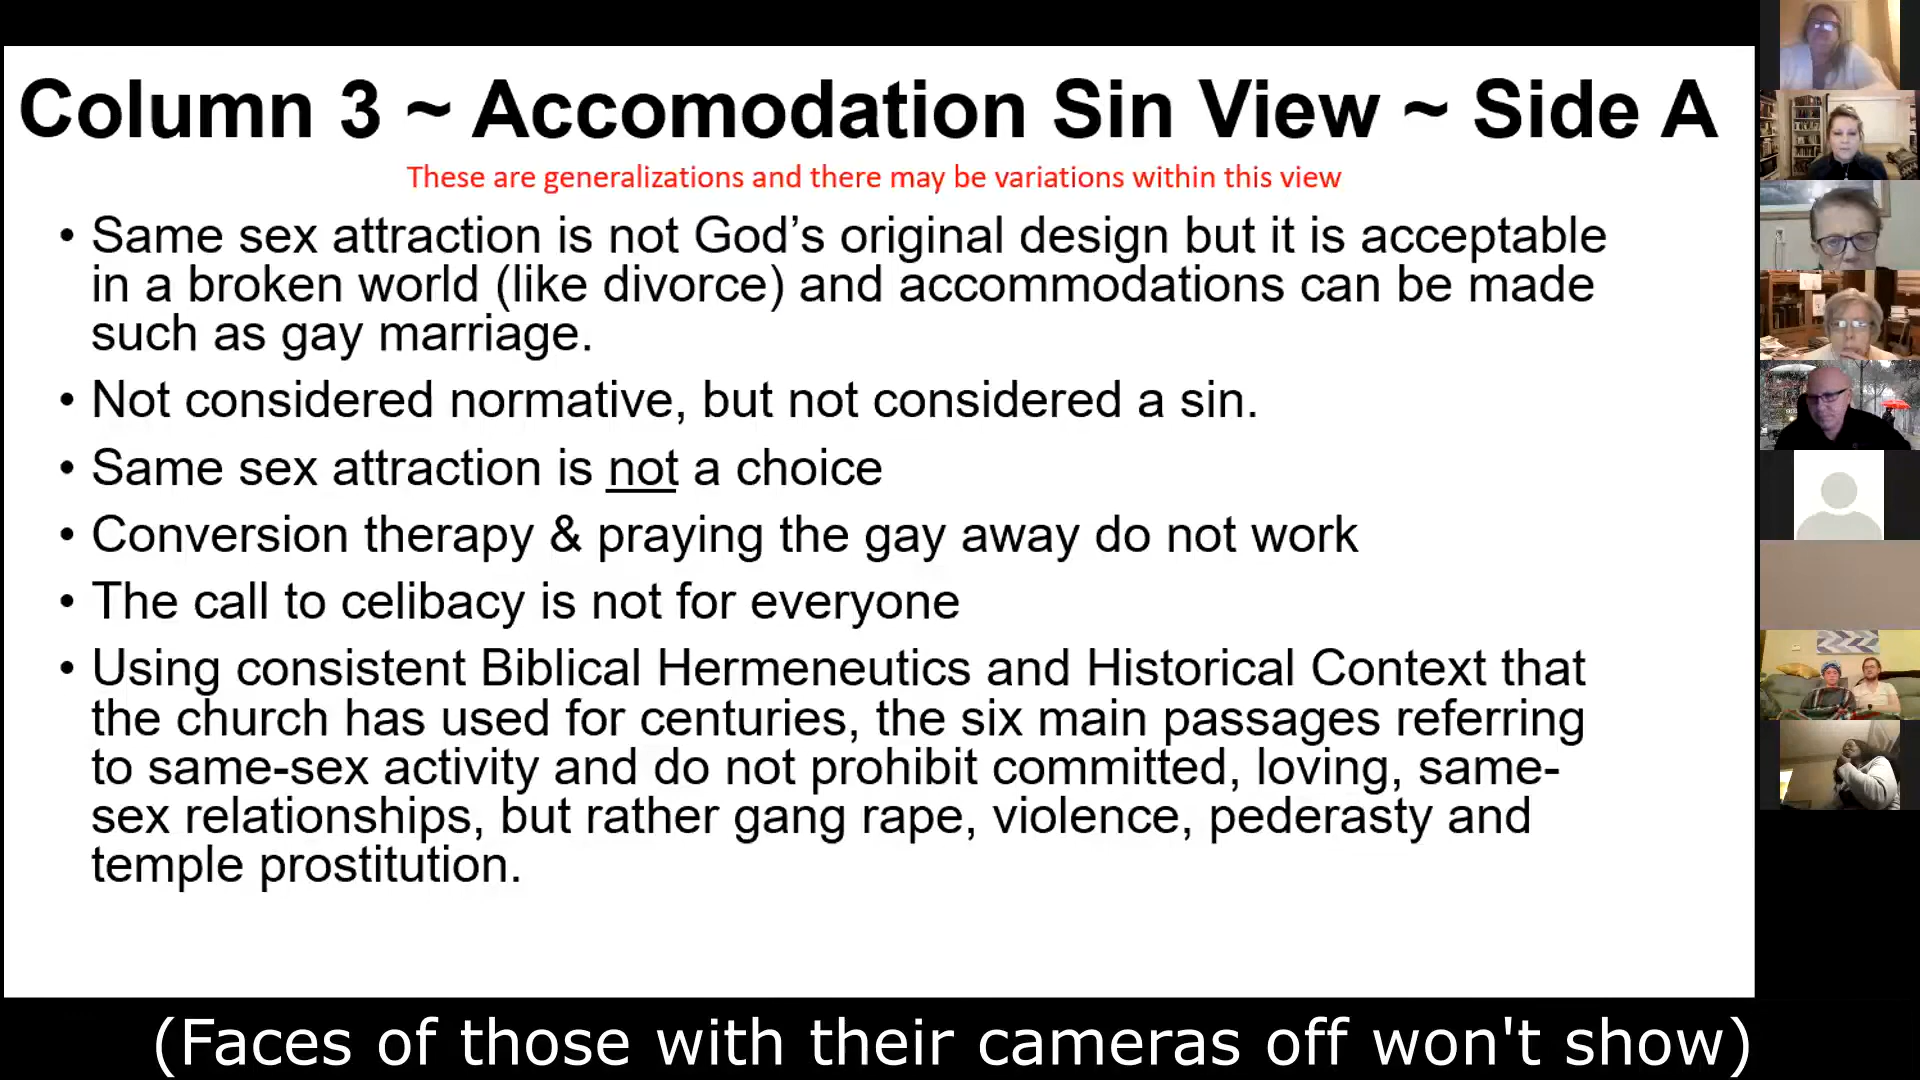 Column 3 ~ Accomodation Sin View ~ Side A
These are generalizations and there may be variations within this view
• Same sex attraction is not God’s original design but it is acceptable
in a broken world (like divorce) and accommodations can be made
such as gay marriage.
• Not considered normative, but not considered a sin.
• Same sex attraction is not a choice
• Conversion therapy & praying the gay away do not work
• The call to celibacy is not for everyone
• Using consistent Biblical Hermeneutics and Historical Context that
the church has used for centuries, the six main passages referring
to same-sex activity and do not prohibit committed, loving, same-
sex relationships, but rather gang rape, violence, pederasty and
temple prostitution.
(Faces of those with their cameras off won't show)